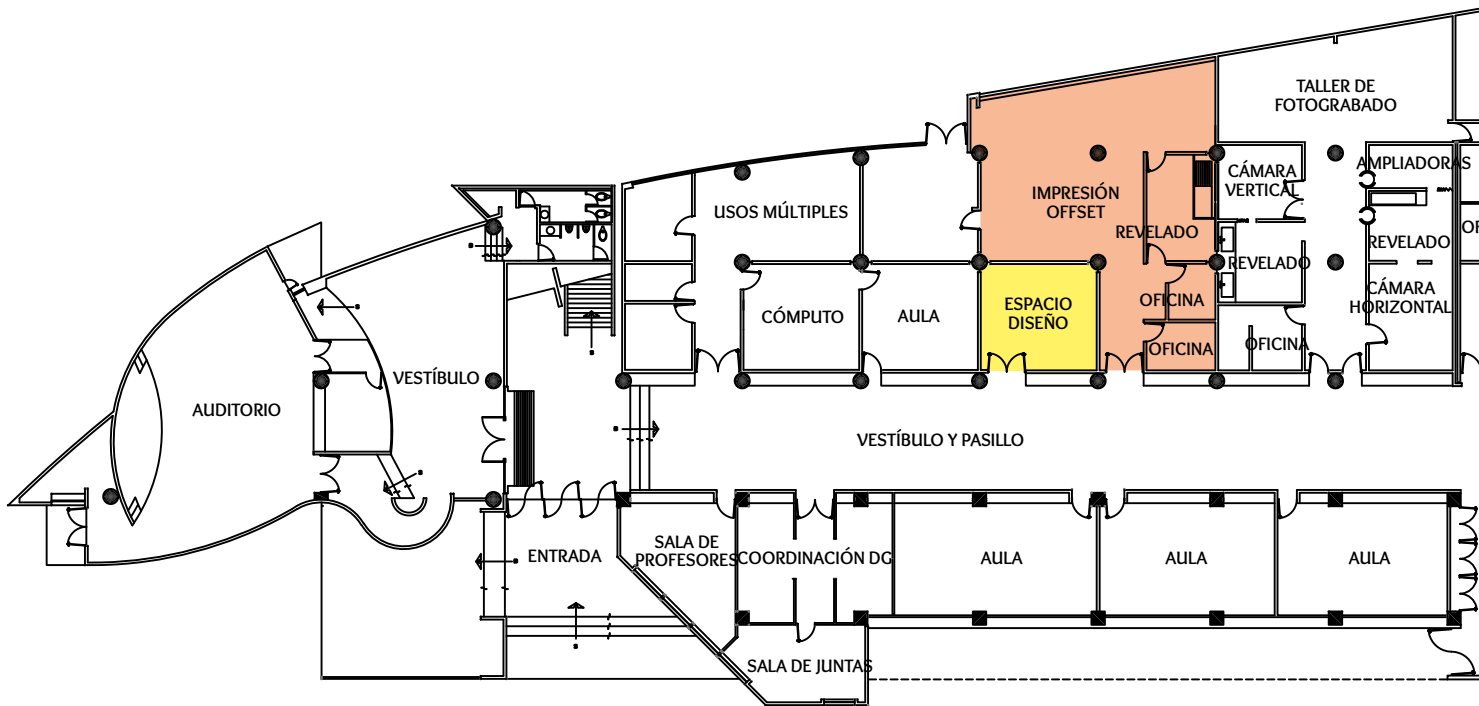 TALLER DE
FOTOGRABADO
AMPLIADORAS
CÁMARA
VERTICAL
IMPRESIÓN
OFFSET
USOS MÚLTIPLES
REVELADO
REVELADO
REVELADO
OF
CÁMARA
HORIZONTAL
OFICINA
ESPACIO
DISEÑO
CÓMPUTO
AULA
OFICINA
OFICINA
VESTÍBULO
AUDITORIO
VESTÍBULO Y PASILLO
ENTRADA
SALA DE
PROFESORES
COORDINACIÓN DG
AULA
AULA
AULA
SALA DE JUNTAS